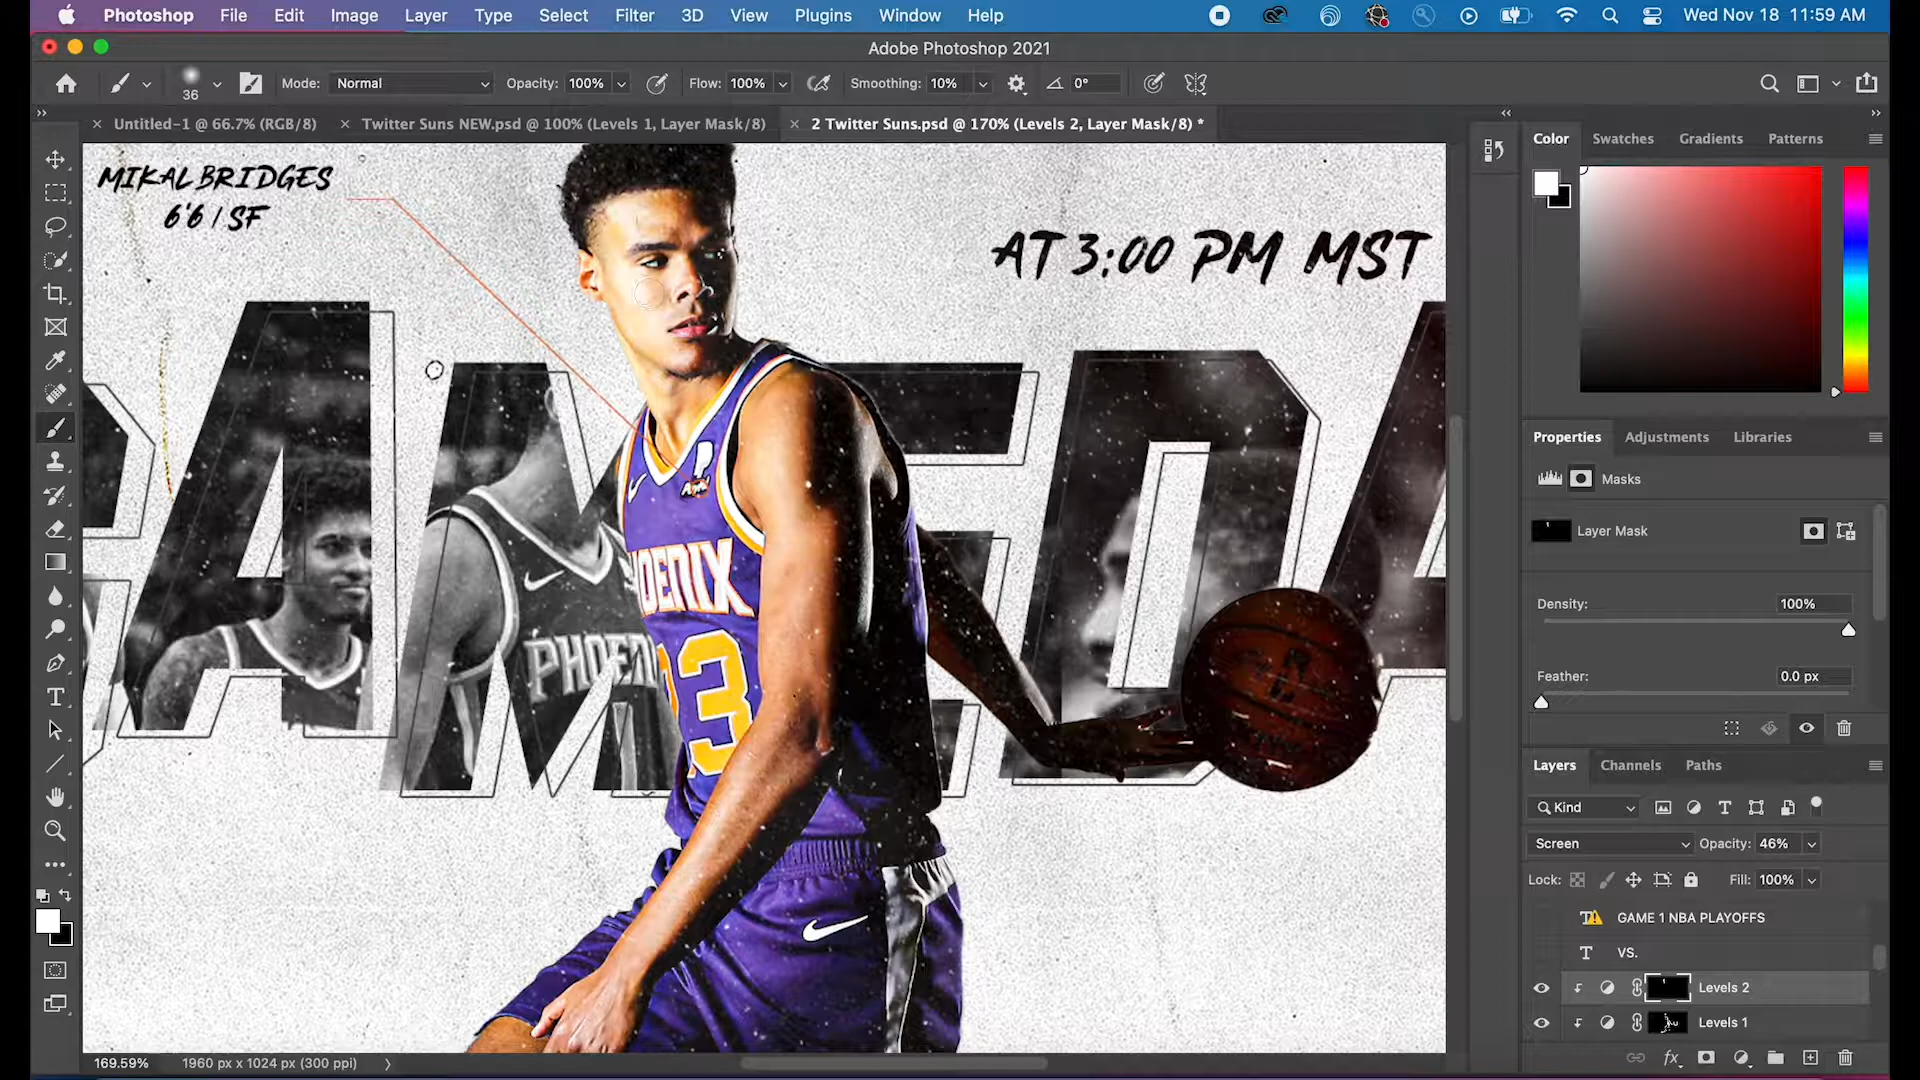 Photoshop File Edit Image Layer Type Select Filter 3D View Plugins Window Help Wed Nov 18 11:59 AM
Adobe Photoshop 2021
36 Mode: Normal Opacity: 100% Flow: 100% Smoothing: 10% 0°
Untitled-1 @ 66.7% (RGB/8) Twitter Suns NEW.psd @ 100% (Levels 1, Layer Mask/8) 2 Twitter Suns.psd @ 170% (Levels 2, Layer Mask/8) *
Color Swatches Gradients Patterns
MIKAL BRIDGES
6'6 / SF
AT 3:00 PM MST
GAMEDA
PHOENIX
PHOENIX
23
Properties Adjustments Libraries
Masks
Layer Mask
Density: 100%
Feather: 0.0 px
Layers Channels Paths
Kind
Screen Opacity: 46%
Lock: Fill: 100%
GAME 1 NBA PLAYOFFS
VS.
Levels 2
Levels 1
169.59% 1960 px x 1024 px (300 ppi)